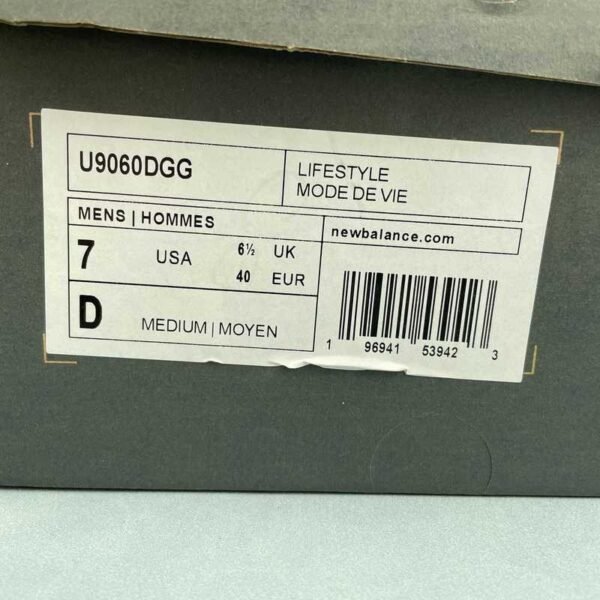 U9060DGG
LIFESTYLE
MODE DE VIE
MENS | HOMMES
newbalance.com
7 USA 6½ UK
40 EUR
D MEDIUM | MOYEN
1 96941 53942 3